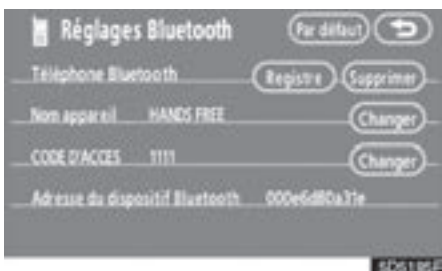 Réglages Bluetooth Par défaut
Téléphone Bluetooth Registre Supprimer
Nom appareil HANDS FREE Changer
CODE D'ACCES 1111 Changer
Adresse du dispositif Bluetooth 000e6d80a31e